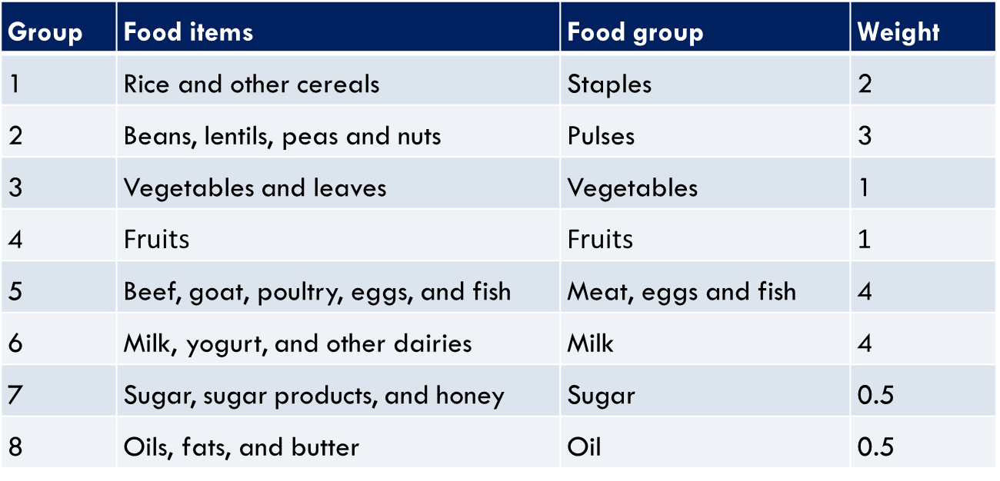 Group Food items Food group Weight
1 Rice and other cereals Staples 2
2 Beans, lentils, peas and nuts Pulses 3
3 Vegetables and leaves Vegetables 1
4 Fruits Fruits 1
5 Beef, goat, poultry, eggs, and fish Meat, eggs and fish 4
6 Milk, yogurt, and other dairies Milk 4
7 Sugar, sugar products, and honey Sugar 0.5
8 Oils, fats, and butter Oil 0.5